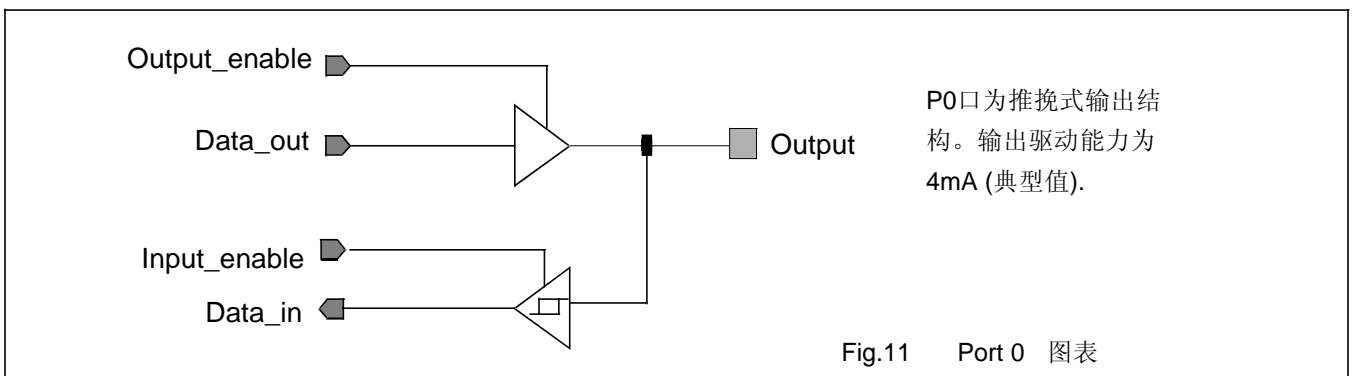 Output_enable
Data_out
Output
P0口为推挽式输出结
构。输出驱动能力为
4mA (典型值).
Input_enable
Data_in
Fig.11 Port 0 图表